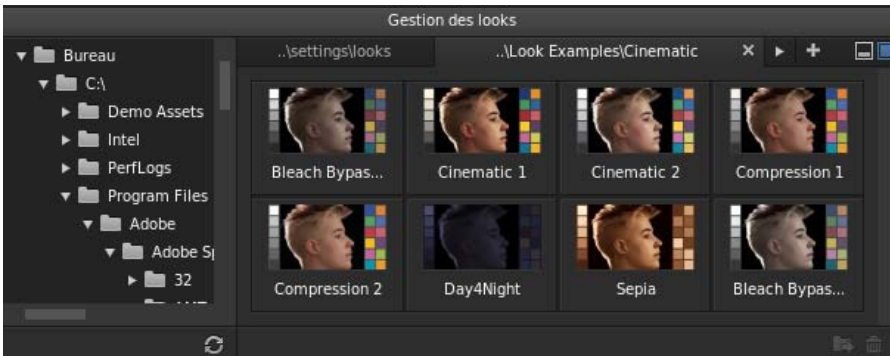 Gestion des looks
Bureau
C:\
Demo Assets
Intel
PerfLogs
Program Files
Adobe
Adobe Sp
32
..\settings\looks
..\Look Examples\Cinematic
Bleach Bypas...
Cinematic 1
Cinematic 2
Compression 1
Compression 2
Day4Night
Sepia
Bleach Bypas...